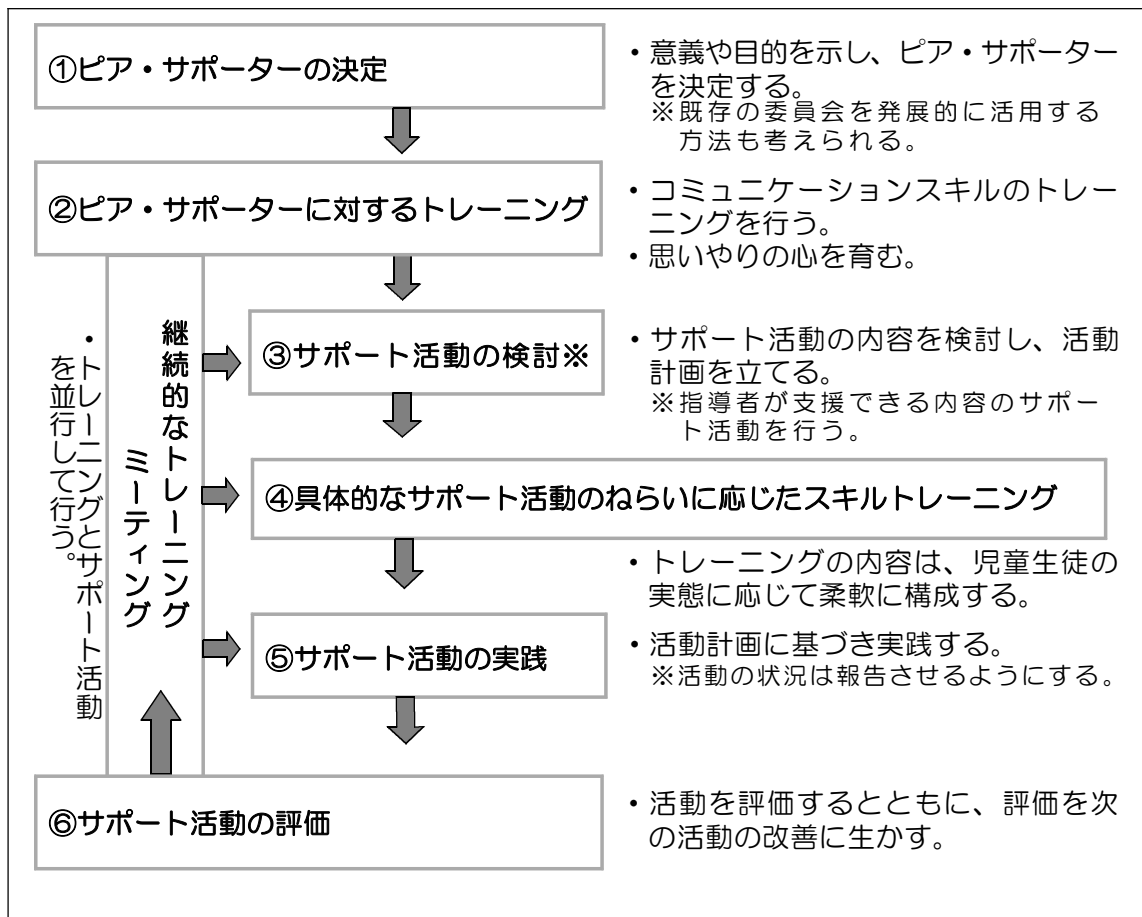 ①ピア・サポーターの決定
・意義や目的を示し、ピア・サポーター
を決定する。
※既存の委員会を発展的に活用する
方法も考えられる。
②ピア・サポーターに対するトレーニング
・コミュニケーションスキルのトレー
ニングを行う。
・思いやりの心を育む。
継続的なトレーニング
ミーティング
・トレーニングとサポート活動
を並行して行う。
③サポート活動の検討※
・サポート活動の内容を検討し、活動
計画を立てる。
※指導者が支援できる内容のサポー
ト活動を行う。
④具体的なサポート活動のねらいに応じたスキルトレーニング
・トレーニングの内容は、児童生徒の
実態に応じて柔軟に構成する。
⑤サポート活動の実践
・活動計画に基づき実践する。
※活動の状況は報告させるようにする。
⑥サポート活動の評価
・活動を評価するとともに、評価を次
の活動の改善に生かす。